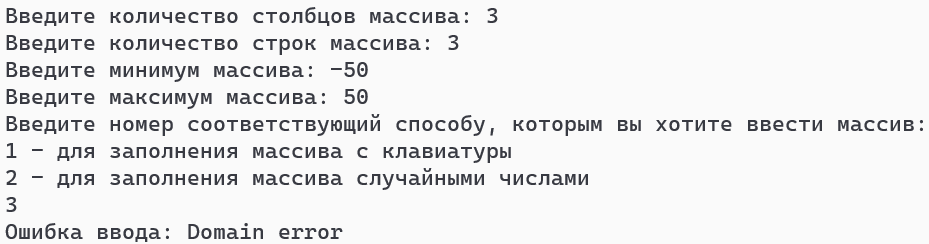 Введите количество столбцов массива: 3
Введите количество строк массива: 3
Введите минимум массива: -50
Введите максимум массива: 50
Введите номер соответствующий способу, которым вы хотите ввести массив:
1 - для заполнения массива с клавиатуры
2 - для заполнения массива случайными числами
3
Ошибка ввода: Domain error